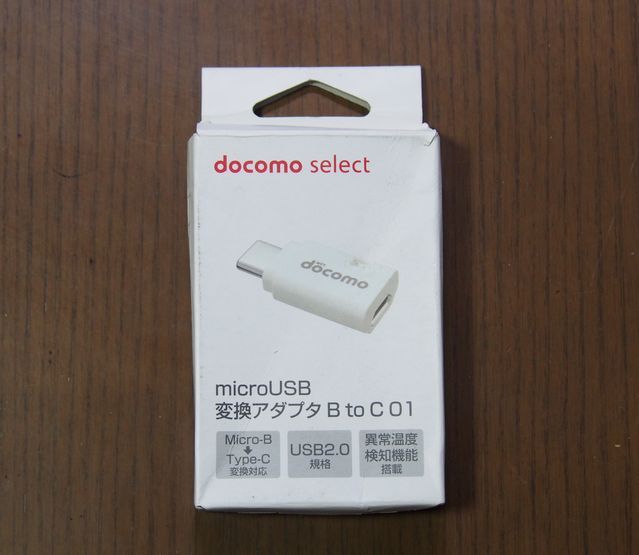 docomo select
NTT
docomo
microUSB
変換アダプタ B to C 01
Micro-B
Type-C
変換対応
USB2.0
規格
異常温度
検知機能
搭載